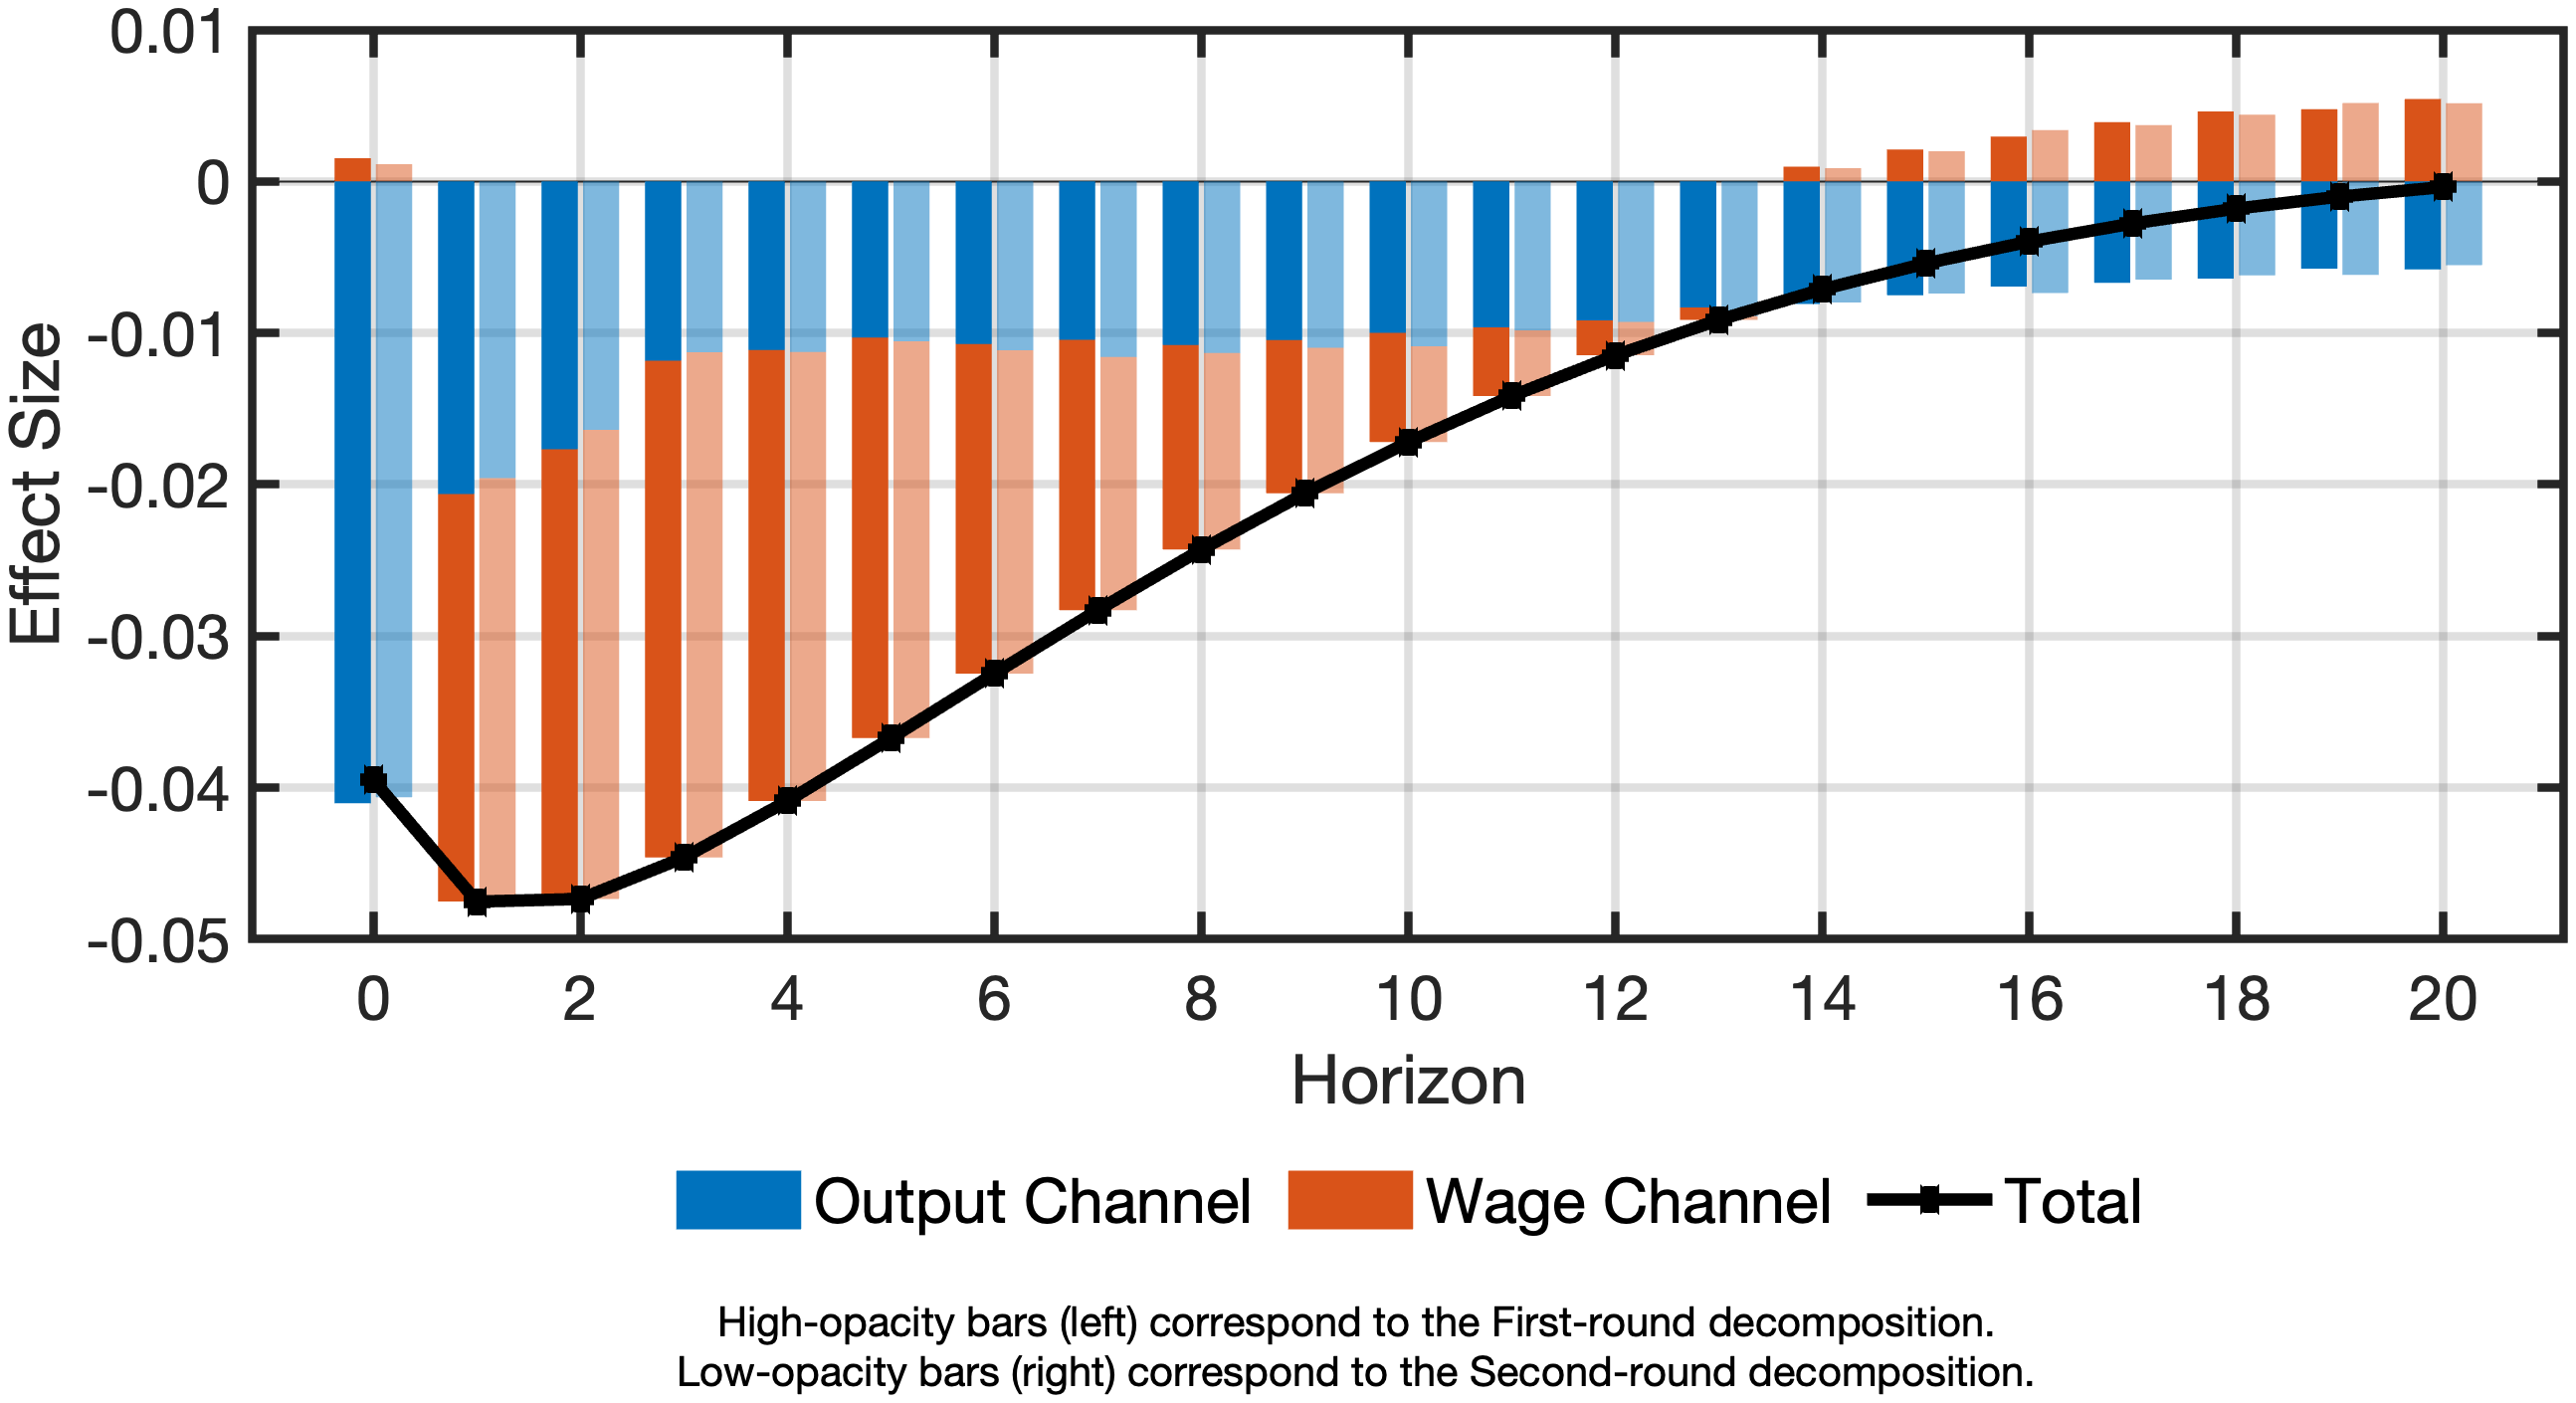 0.01
0
-0.01
-0.02
-0.03
-0.04
-0.05
Effect Size
0 2 4 6 8 10 12 14 16 18 20
Horizon
Output Channel Wage Channel Total
High-opacity bars (left) correspond to the First-round decomposition.
Low-opacity bars (right) correspond to the Second-round decomposition.